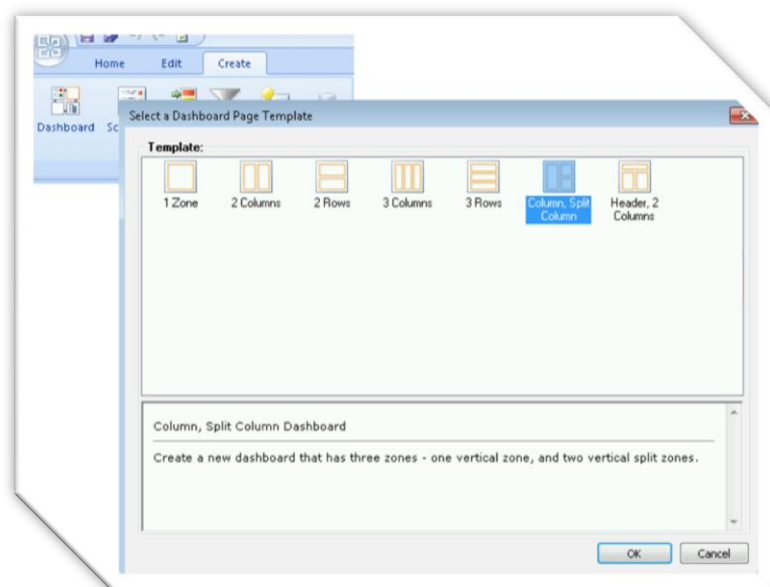 Home Edit Create
Dashboard Sc
Select a Dashboard Page Template
Template:
1 Zone 2 Columns 2 Rows 3 Columns 3 Rows Column, Split Header, 2
Column Columns
Column, Split Column Dashboard
Create a new dashboard that has three zones - one vertical zone, and two vertical split zones.
OK Cancel